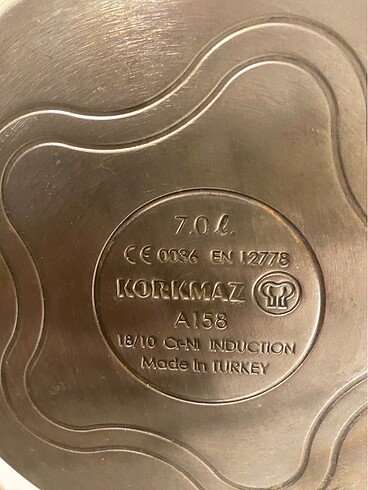 7,0 ℓ.
CE 0036 EN 12778
KORKMAZ
A158
18/10 Cr-Ni INDUCTION
Made in TURKEY